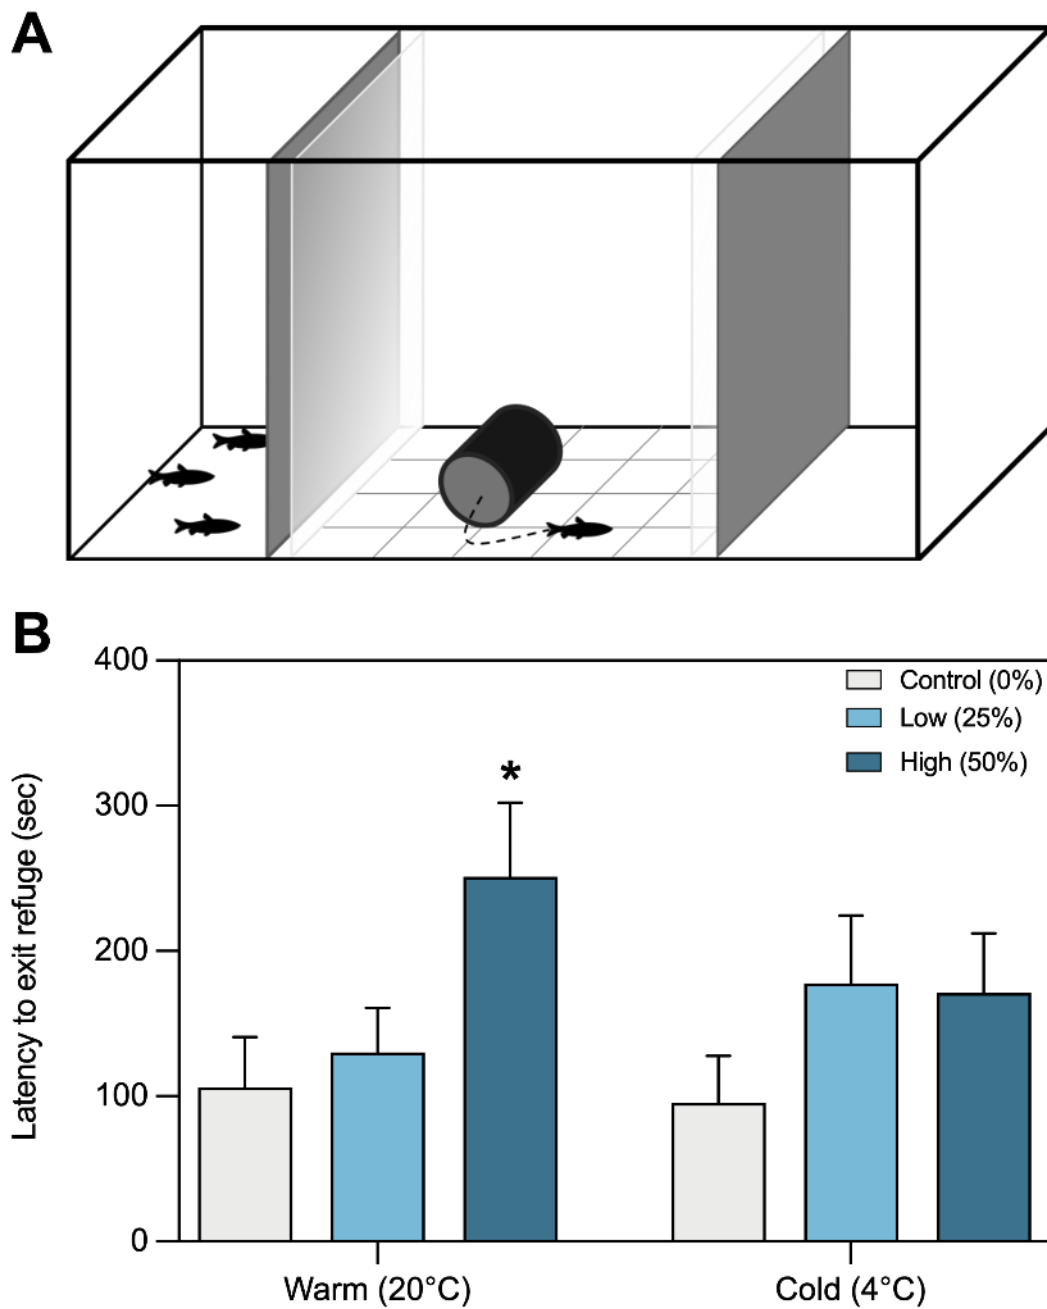 A
B
400
300
200
100
0
Latency to exit refuge (sec)
*
Control (0%)
Low (25%)
High (50%)
Warm (20°C)
Cold (4°C)